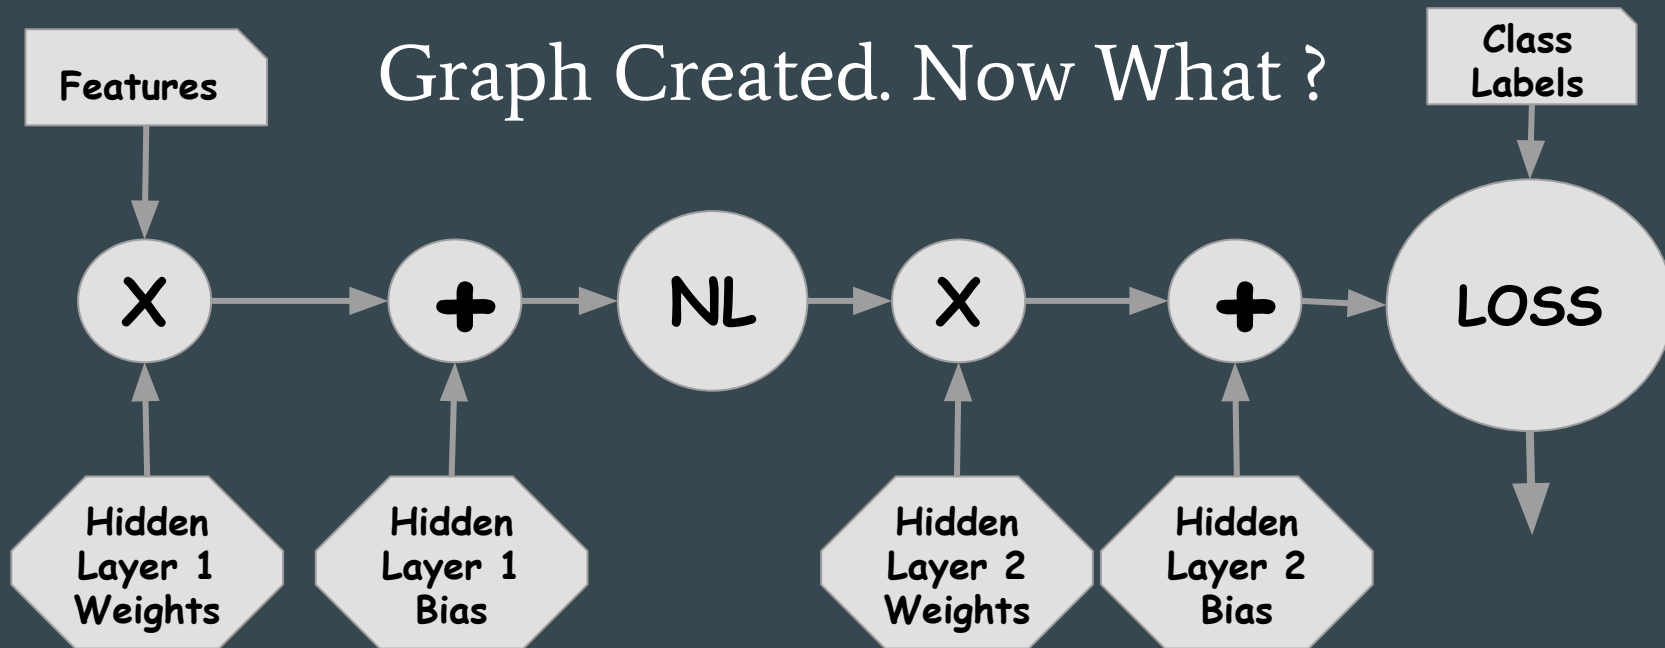 Graph Created. Now What ?
Features
Class
Labels
X
+
NL
X
+
LOSS
Hidden
Layer 1
Weights
Hidden
Layer 1
Bias
Hidden
Layer 2
Weights
Hidden
Layer 2
Bias